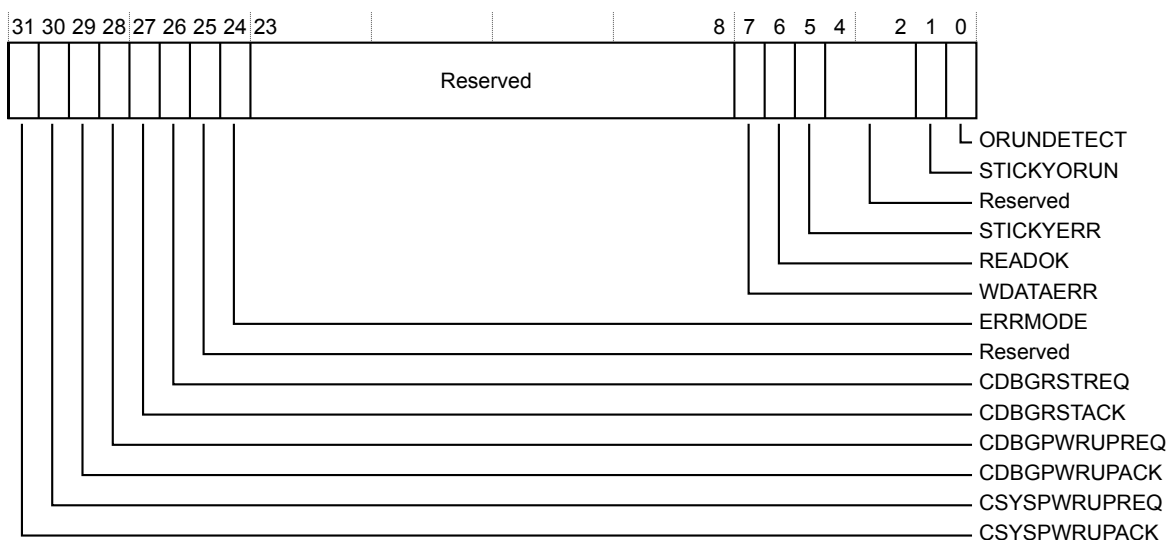 31 30 29 28 27 26 25 24 23 8 7 6 5 4 2 1 0
Reserved
ORUNDETECT
STICKYORUN
Reserved
STICKYERR
READOK
WDATAERR
ERRMODE
Reserved
CDBGRSTREQ
CDBGRSTACK
CDBGPWRUPREQ
CDBGPWRUPACK
CSYSPWRUPREQ
CSYSPWRUPACK